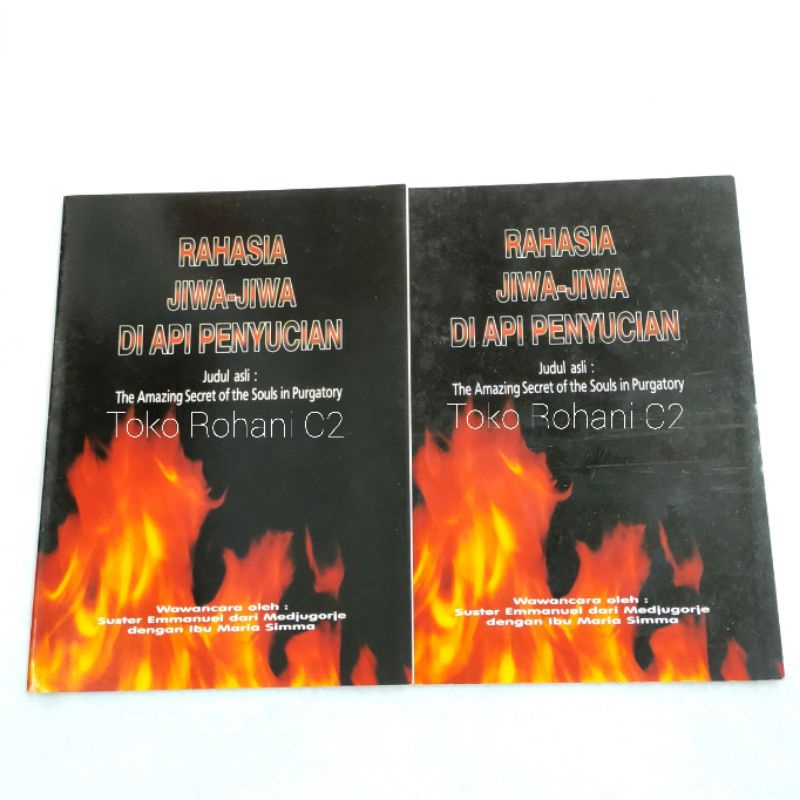 RAHASIA
JIWA-JIWA
DI API PENYUCIAN
Judul asli :
The Amazing Secret of the Souls in Purgatory
Toko Rohani C2
Wawancara oleh :
Suster Emmanuel dari Medjugorje
dengan Ibu Maria Simma
RAHASIA
JIWA-JIWA
DI API PENYUCIAN
Judul asli :
The Amazing Secret of the Souls in Purgatory
Toko Rohani C2
Wawancara oleh :
Suster Emmanuel dari Medjugorje
dengan Ibu Maria Simma